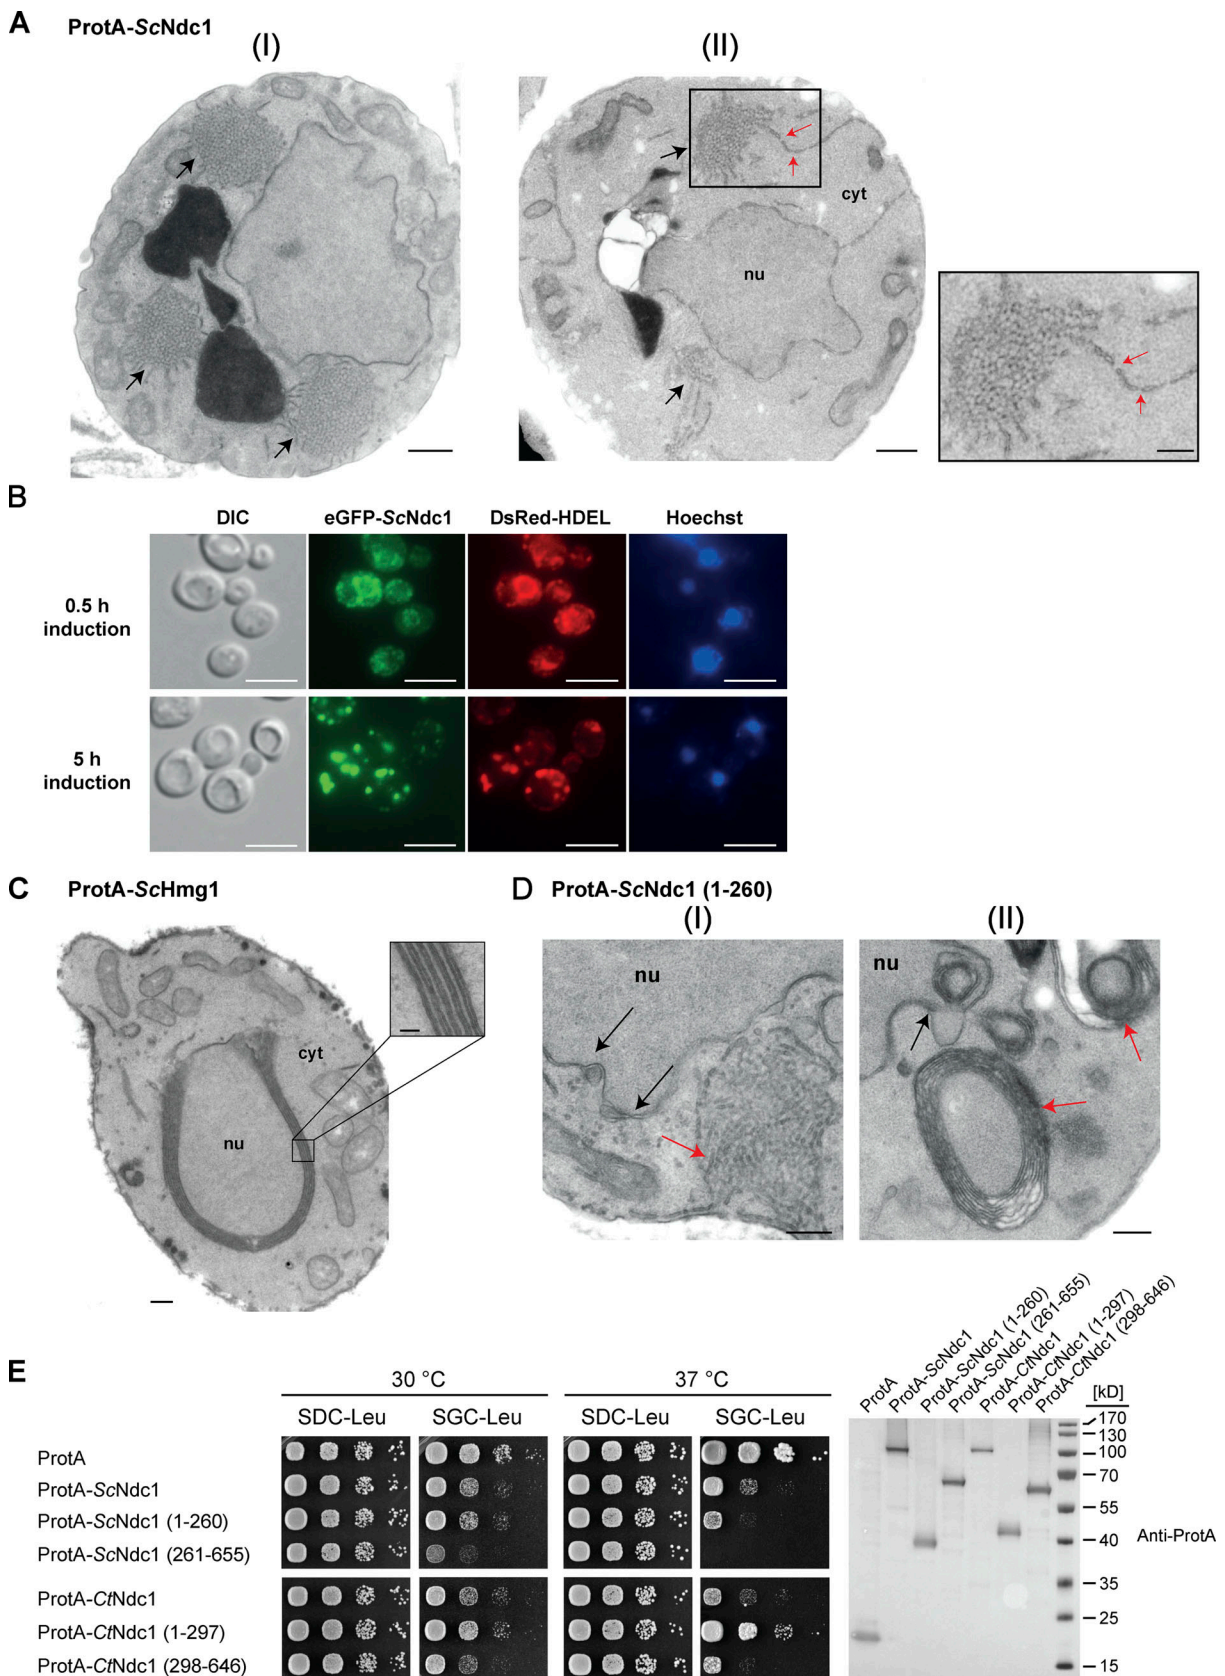 A ProtA-ScNdc1
(I) (II)
cyt
nu
B
DIC eGFP-ScNdc1 DsRed-HDEL Hoechst
0.5 h
induction
5 h
induction
C ProtA-ScHmg1
cyt
nu
D ProtA-ScNdc1 (1-260)
(I) (II)
nu nu
E
30 °C 37 °C
SDC-Leu SGC-Leu SDC-Leu SGC-Leu
ProtA
ProtA-ScNdc1
ProtA-ScNdc1 (1-260)
ProtA-ScNdc1 (261-655)
ProtA-CtNdc1
ProtA-CtNdc1 (1-297)
ProtA-CtNdc1 (298-646)
ProtA
ProtA-ScNdc1
ProtA-ScNdc1 (1-260)
ProtA-ScNdc1 (261-655)
ProtA-CtNdc1
ProtA-CtNdc1 (1-297)
ProtA-CtNdc1 (298-646)
[kD]
170
130
100
70
55
40
35
25
15
Anti-ProtA